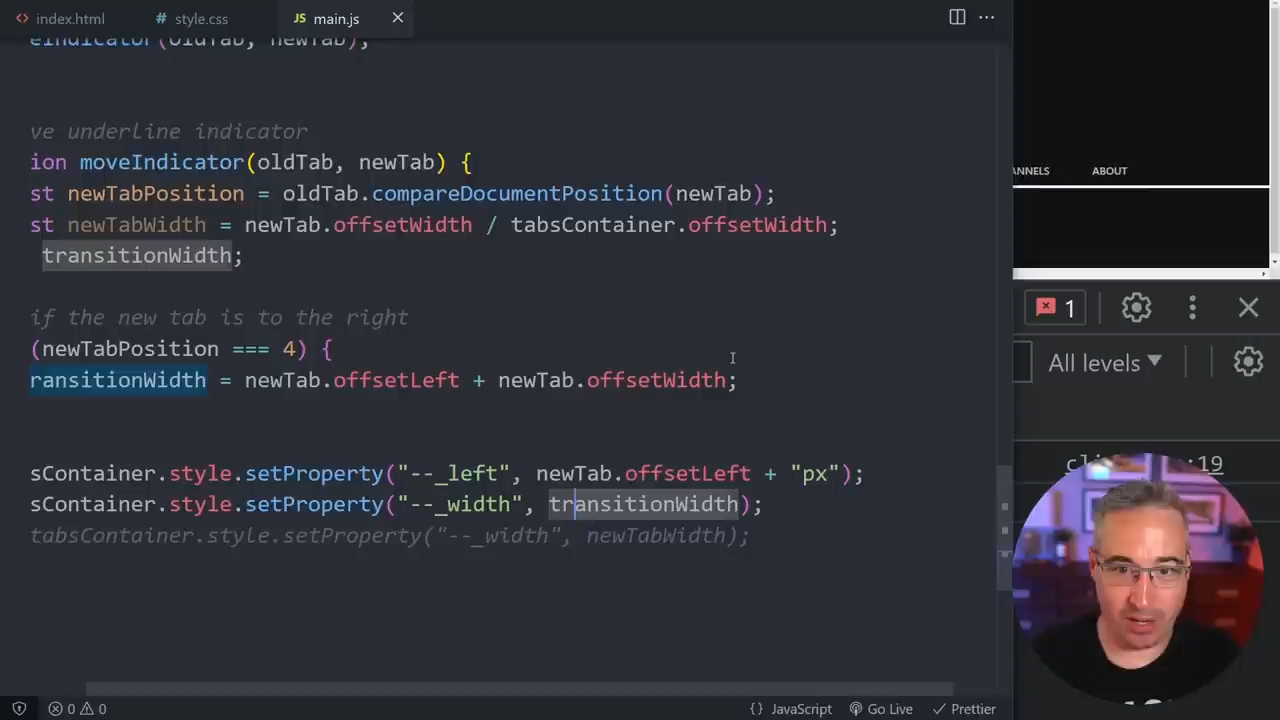 index.html
style.css
JS main.js
eIndicator(oldTab, newTab);
ve underline indicator
ion moveIndicator(oldTab, newTab) {
st newTabPosition = oldTab.compareDocumentPosition(newTab);
st newTabWidth = newTab.offsetWidth / tabsContainer.offsetWidth;
transitionWidth;
if the new tab is to the right
(newTabPosition === 4) {
ransitionWidth = newTab.offsetLeft + newTab.offsetWidth;
sContainer.style.setProperty("--_left", newTab.offsetLeft + "px");
sContainer.style.setProperty("--_width", transitionWidth);
tabsContainer.style.setProperty("--_width", newTabWidth);
0 0
{} JavaScript
Go Live
Prettier
ANNELS ABOUT
1
All levels
:19